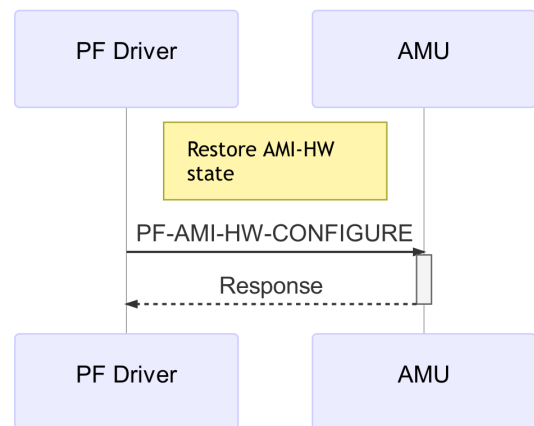 PF Driver
AMU
Restore AMI-HW
state
PF-AMI-HW-CONFIGURE
Response
PF Driver
AMU